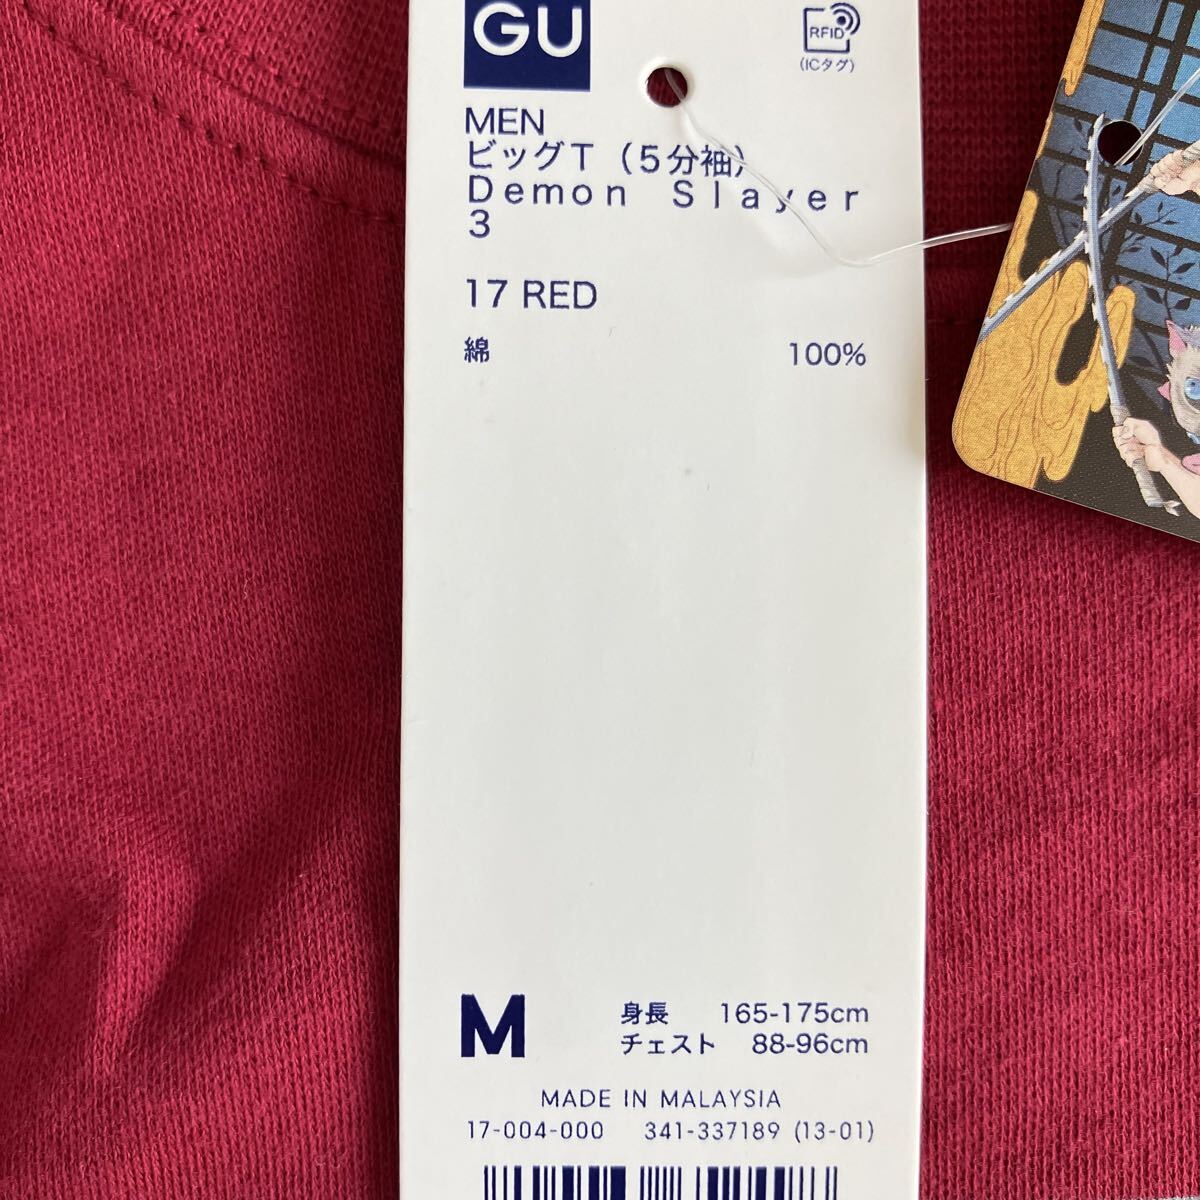 GU
RFID
(ICタグ)
MEN
ビッグT（5分袖）
Demon Slayer
3
17 RED
綿 100%
M 身長 165-175cm
チェスト 88-96cm
MADE IN MALAYSIA
17-004-000 341-337189 (13-01)